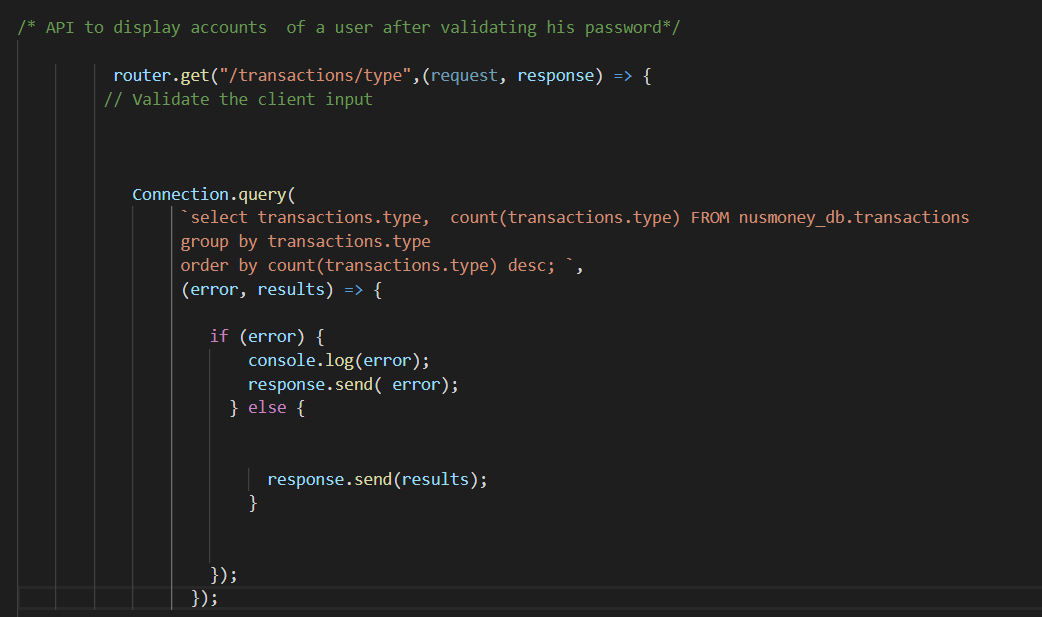 /* API to display accounts  of a user after validating his password*/
router.get("/transactions/type",(request, response) => {
// Validate the client input
Connection.query(
`select transactions.type,  count(transactions.type) FROM nusmoney_db.transactions
group by transactions.type
order by count(transactions.type) desc; `,
(error, results) => {
if (error) {
console.log(error);
response.send( error);
} else {
response.send(results);
}
});
});